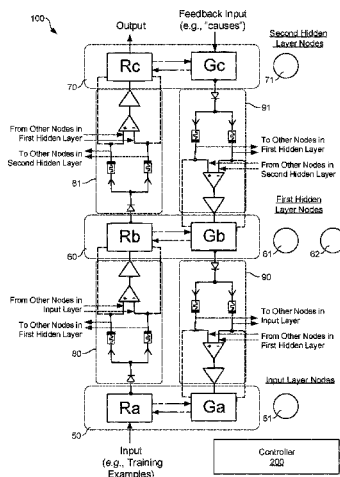 100
Output
Feedback Input
(e.g., "causes")
Second Hidden
Layer Nodes
Rc
Gc
70
71
91
From Other Nodes in
First Hidden Layer
To Other Nodes
in Second Hidden Layer
81
To Other Nodes in
First Hidden Layer
From Other Nodes in
Second Hidden Layer
First Hidden
Layer Nodes
Rb
Gb
60
61
62
90
From Other Nodes in
Input Layer
To Other Nodes in
First Hidden Layer
80
To Other Nodes in
Input Layer
From Other Nodes in
First Hidden Layer
Input Layer Nodes
Ra
Ga
50
51
Input
(e.g., Training
Examples)
Controller
200